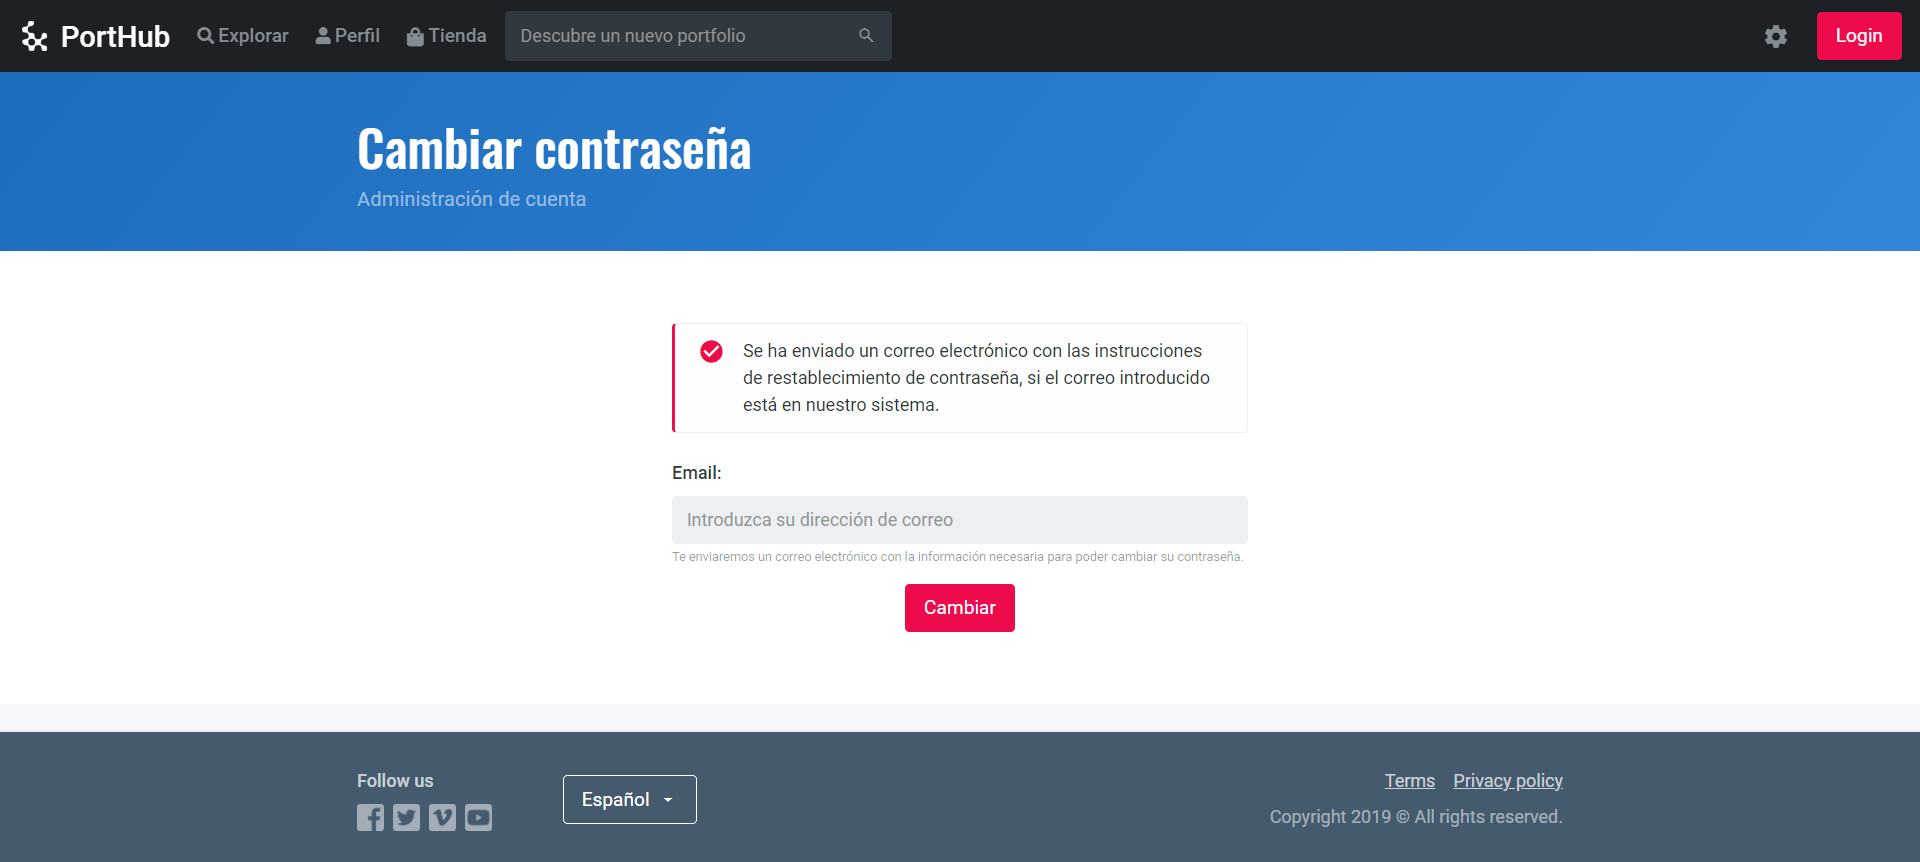 PortHub
Explorar
Perfil
Tienda
Descubre un nuevo portfolio
Login
Cambiar contraseña
Administración de cuenta
Se ha enviado un correo electrónico con las instrucciones
de restablecimiento de contraseña, si el correo introducido
está en nuestro sistema.
Email:
Introduzca su dirección de correo
Te enviaremos un correo electrónico con la información necesaria para poder cambiar su contraseña.
Cambiar
Follow us
Español
Terms
Privacy policy
Copyright 2019 © All rights reserved.